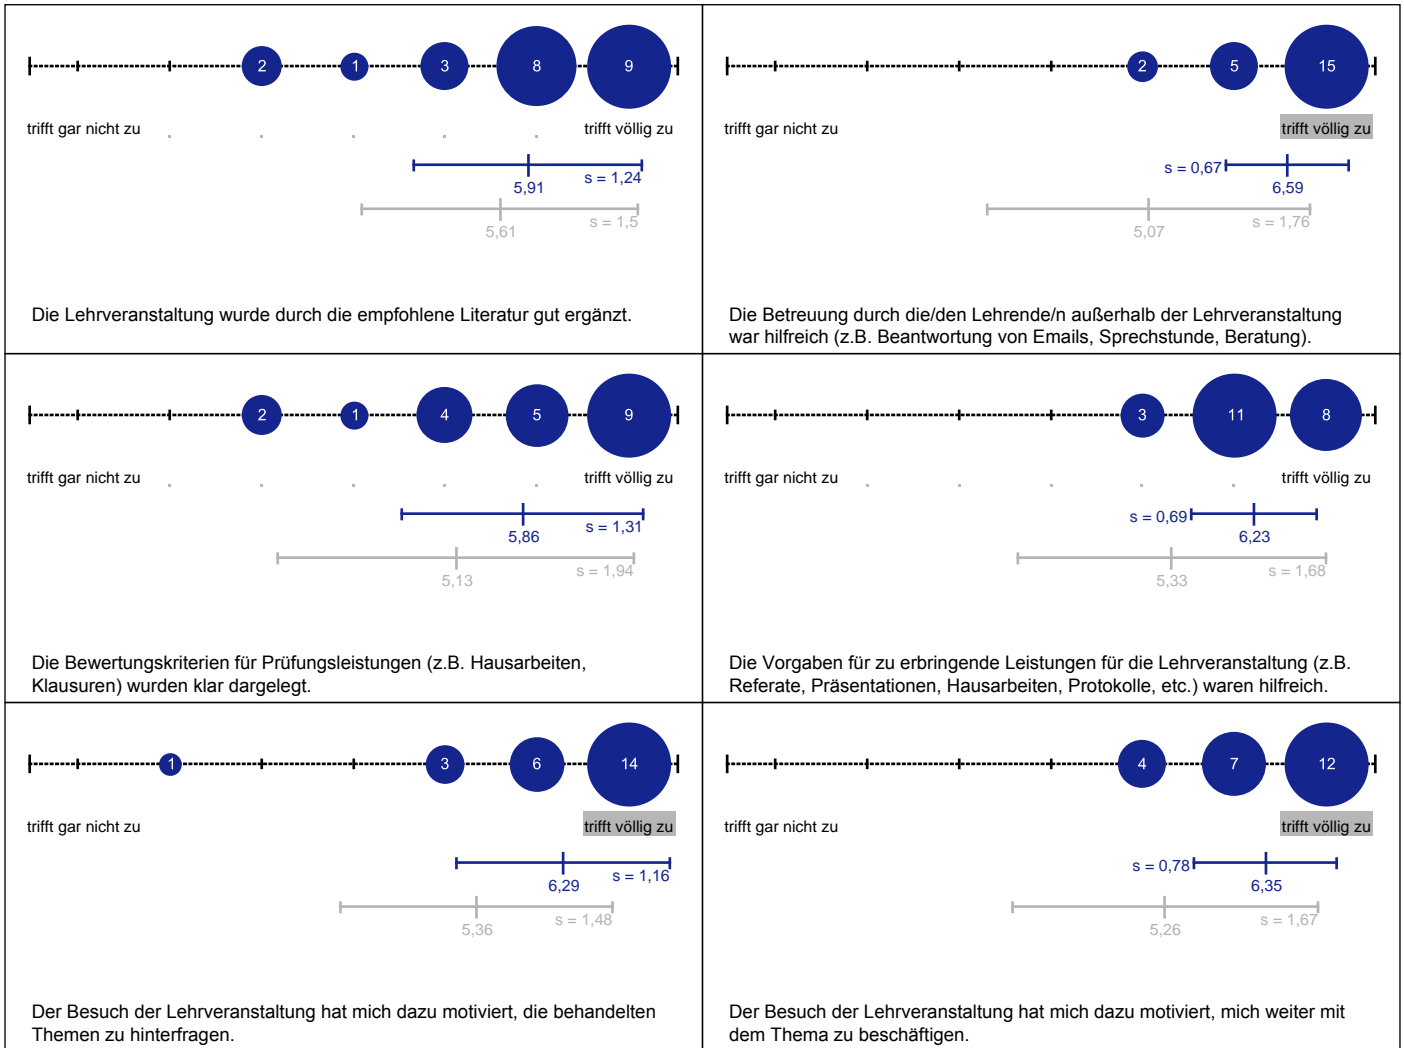 2 1 3 8 9
trifft gar nicht zu trifft völlig zu
s = 1,24
5,91
s = 1,5
5,61
Die Lehrveranstaltung wurde durch die empfohlene Literatur gut ergänzt.
2 5 15
trifft gar nicht zu trifft völlig zu
s = 0,67
6,59
s = 1,76
5,07
Die Betreuung durch die/den Lehrende/n außerhalb der Lehrveranstaltung
war hilfreich (z.B. Beantwortung von Emails, Sprechstunde, Beratung).
2 1 4 5 9
trifft gar nicht zu trifft völlig zu
s = 1,31
5,86
s = 1,94
5,13
Die Bewertungskriterien für Prüfungsleistungen (z.B. Hausarbeiten,
Klausuren) wurden klar dargelegt.
3 11 8
trifft gar nicht zu trifft völlig zu
s = 0,69
6,23
s = 1,68
5,33
Die Vorgaben für zu erbringende Leistungen für die Lehrveranstaltung (z.B.
Referate, Präsentationen, Hausarbeiten, Protokolle, etc.) waren hilfreich.
1 3 6 14
trifft gar nicht zu trifft völlig zu
s = 1,16
6,29
s = 1,48
5,36
Der Besuch der Lehrveranstaltung hat mich dazu motiviert, die behandelten
Themen zu hinterfragen.
4 7 12
trifft gar nicht zu trifft völlig zu
s = 0,78
6,35
s = 1,67
5,26
Der Besuch der Lehrveranstaltung hat mich dazu motiviert, mich weiter mit
dem Thema zu beschäftigen.